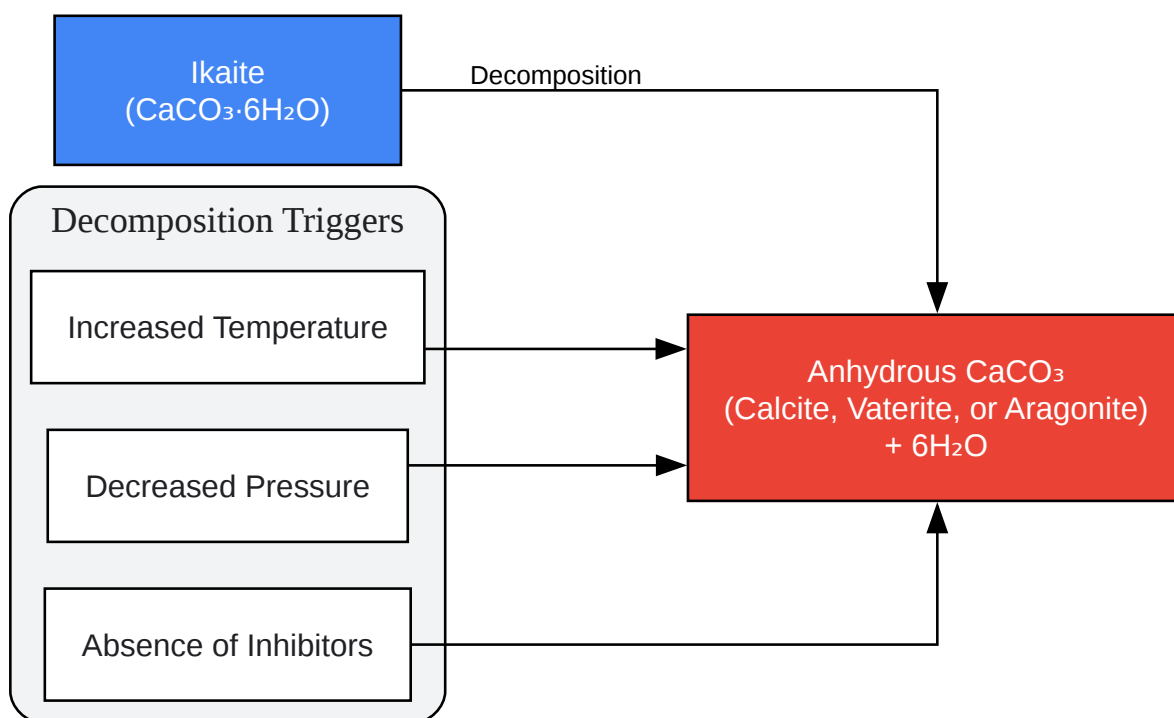 Ikaite
(CaCO₃·6H₂O)
Decomposition
Decomposition Triggers
Increased Temperature
Decreased Pressure
Absence of Inhibitors
Anhydrous CaCO₃
(Calcite, Vaterite, or Aragonite)
+ 6H₂O